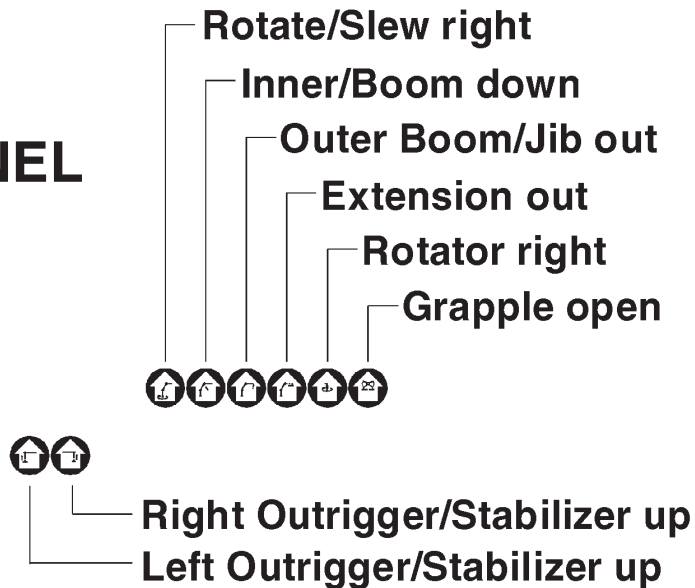 Rotate/Slew right
Inner/Boom down
Outer Boom/Jib out
NEL
Extension out
Rotator right
Grapple open
Right Outrigger/Stabilizer up
Left Outrigger/Stabilizer up